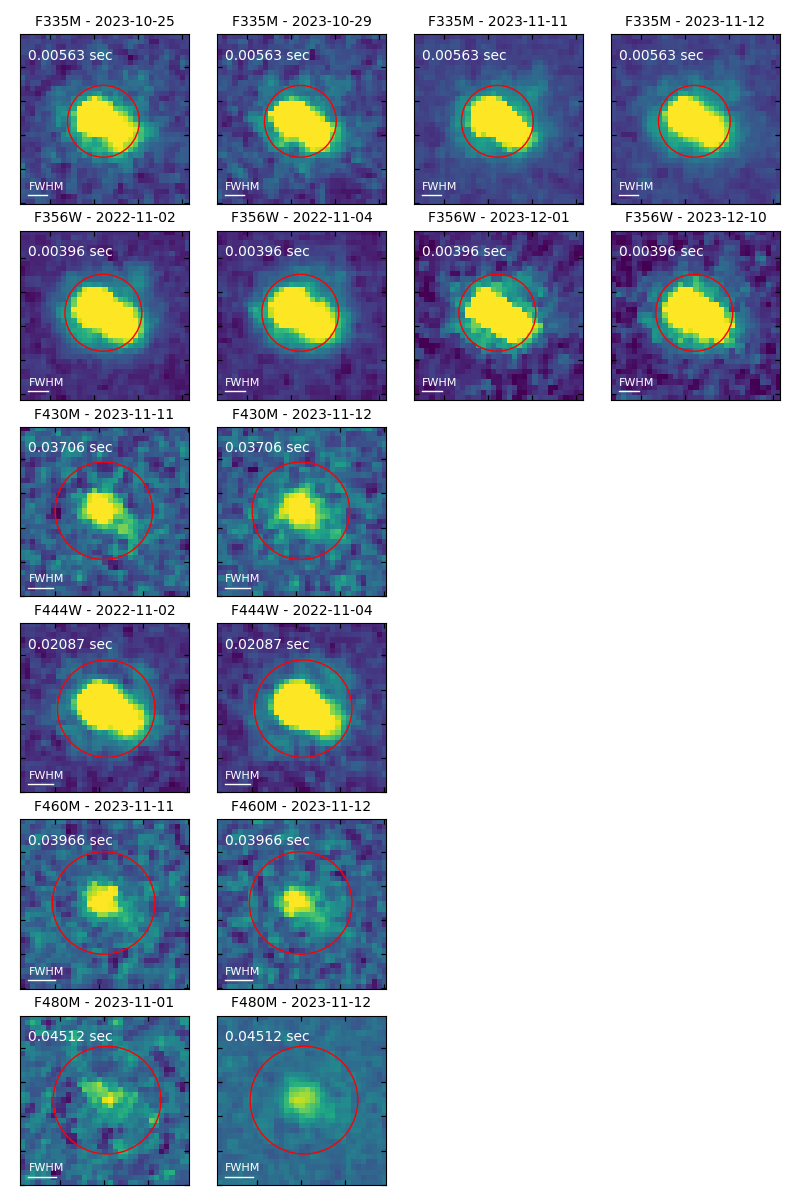 F335M - 2023-10-25
F335M - 2023-10-29
F335M - 2023-11-11
F335M - 2023-11-12
0.00563 sec
0.00563 sec
0.00563 sec
0.00563 sec
FWHM
FWHM
FWHM
FWHM
F356W - 2022-11-02
F356W - 2022-11-04
F356W - 2023-12-01
F356W - 2023-12-10
0.00396 sec
0.00396 sec
0.00396 sec
0.00396 sec
FWHM
FWHM
FWHM
FWHM
F430M - 2023-11-11
F430M - 2023-11-12
0.03706 sec
0.03706 sec
FWHM
FWHM
F444W - 2022-11-02
F444W - 2022-11-04
0.02087 sec
0.02087 sec
FWHM
FWHM
F460M - 2023-11-11
F460M - 2023-11-12
0.03966 sec
0.03966 sec
FWHM
FWHM
F480M - 2023-11-01
F480M - 2023-11-12
0.04512 sec
0.04512 sec
FWHM
FWHM